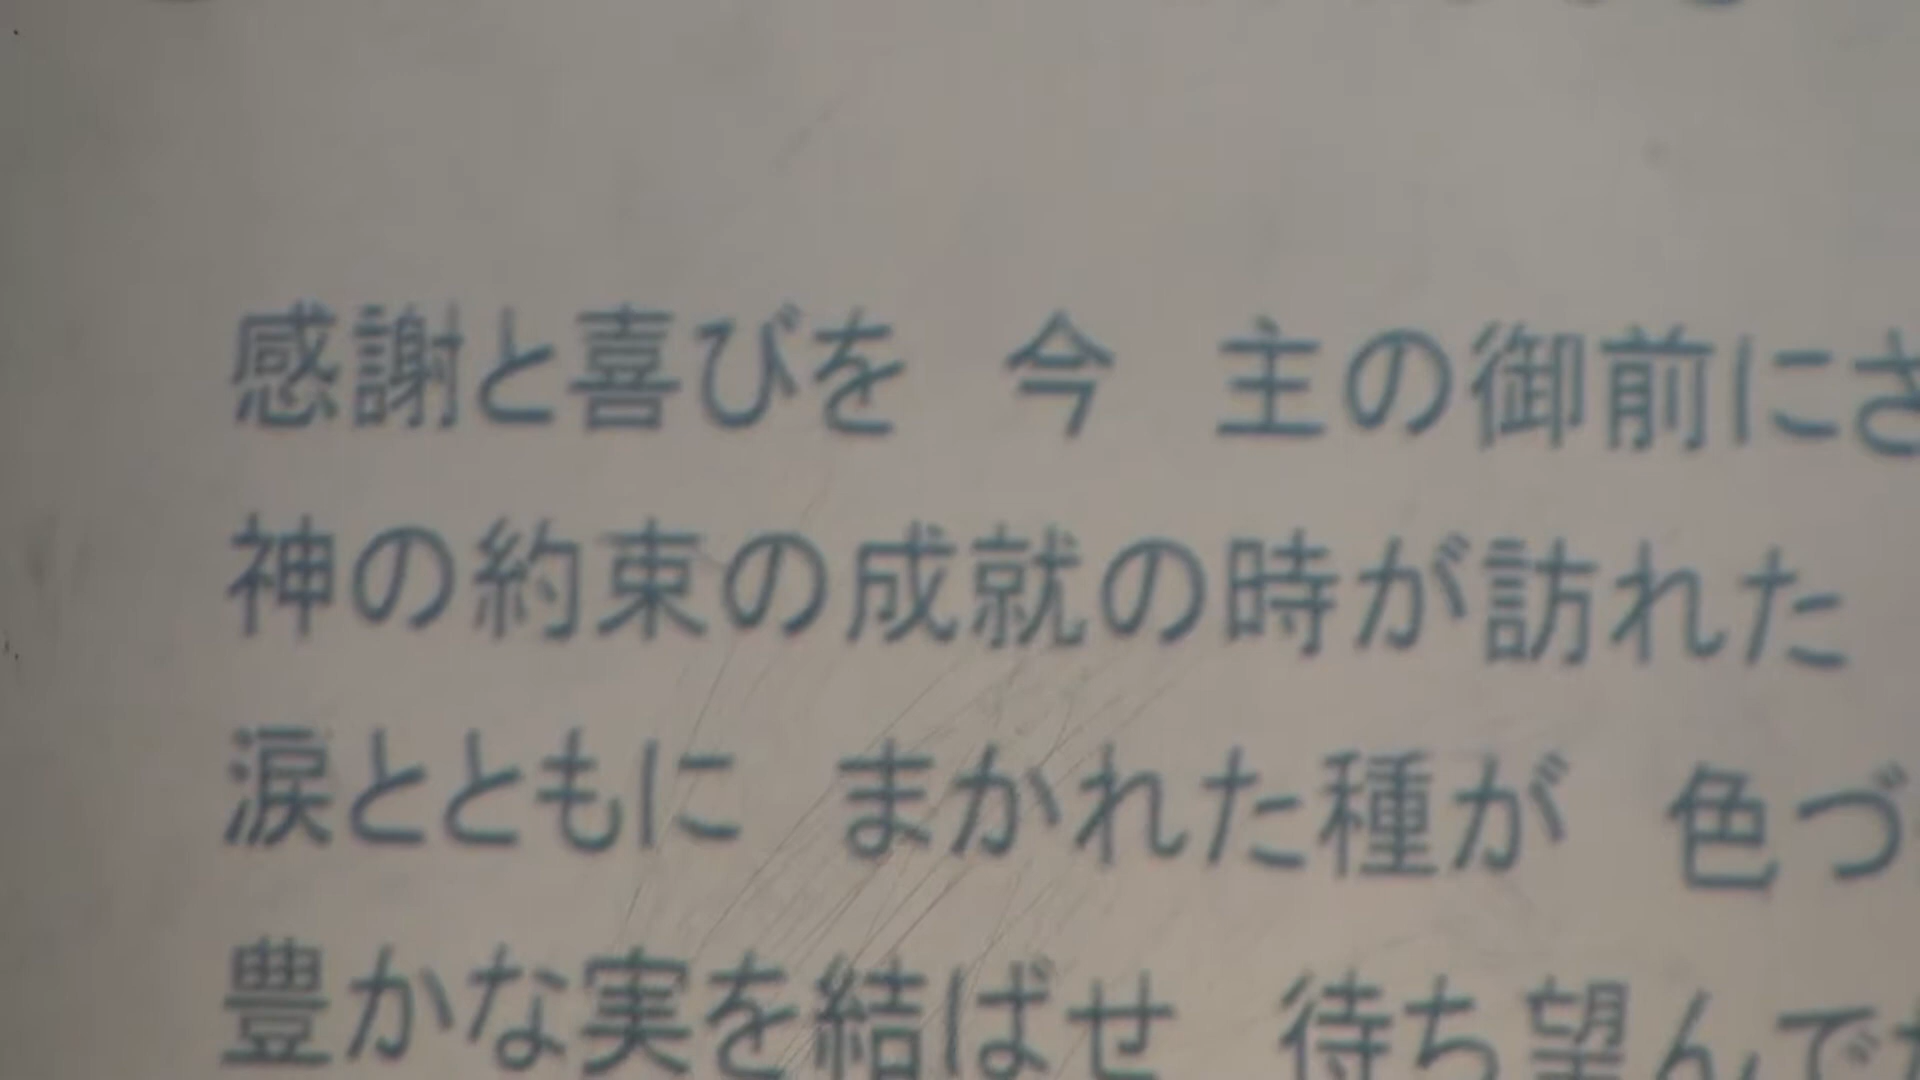 感謝と喜びを 今 主の御前にさ
神の約束の成就の時が訪れた
涙とともに まかれた種が 色づ
豊かな実を結ばせ 待ち望んで